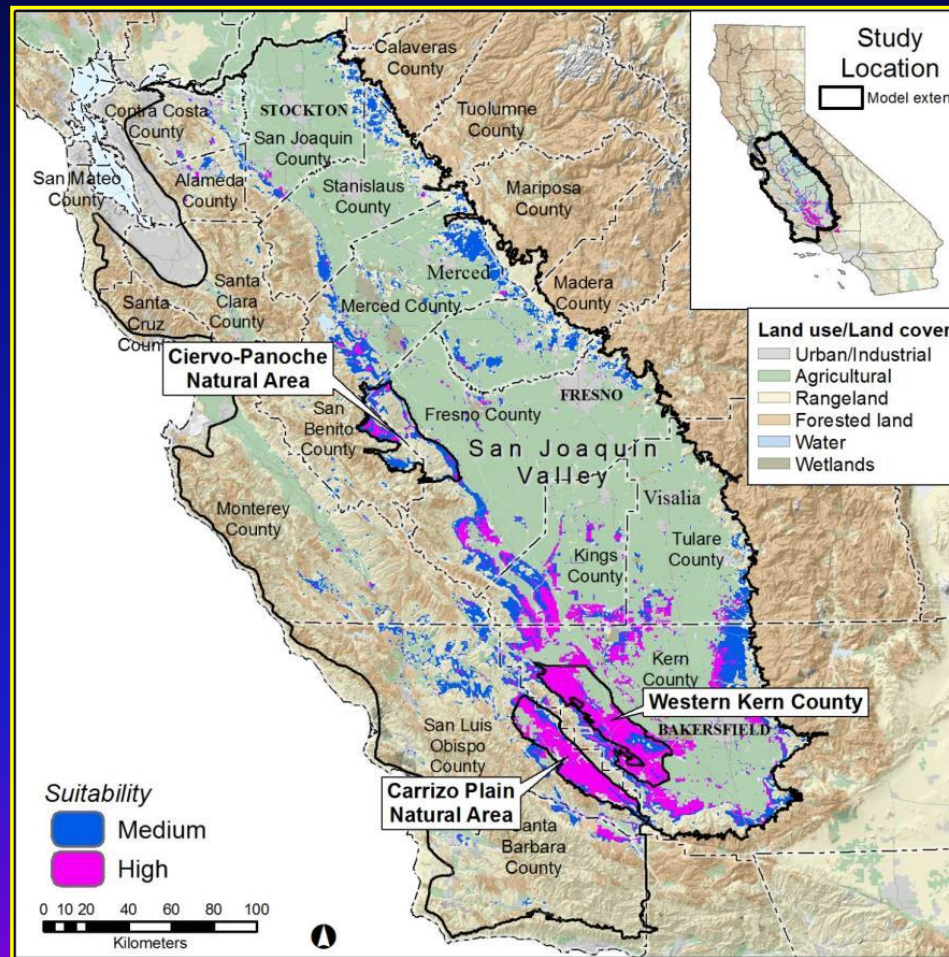 Study
Location
Model exten
Land use/Land cover
Urban/Industrial
Agricultural
Rangeland
Forested land
Water
Wetlands
Calaveras
County
Contra Costa
County
STOCKTON
San Joaquin
County
Tuolumne
County
San Mateo
County
Alameda
County
Stanislaus
County
Mariposa
County
Santa
Clara
County
Merced
Merced County
Madera
County
Santa
Cruz
Coun
Ciervo-Panoche
Natural Area
San
Benito
County
Fresno County
FRESNO
San Joaquin
Valley
Visalia
Monterey
County
Kings
County
Tulare
County
Kern
County
Western Kern County
BAKERSFIELD
San Luis
Obispo
County
Carrizo Plain
Natural Area
anta
Barbara
County
Suitability
Medium
High
0 10 20 40 60 80 100
Kilometers